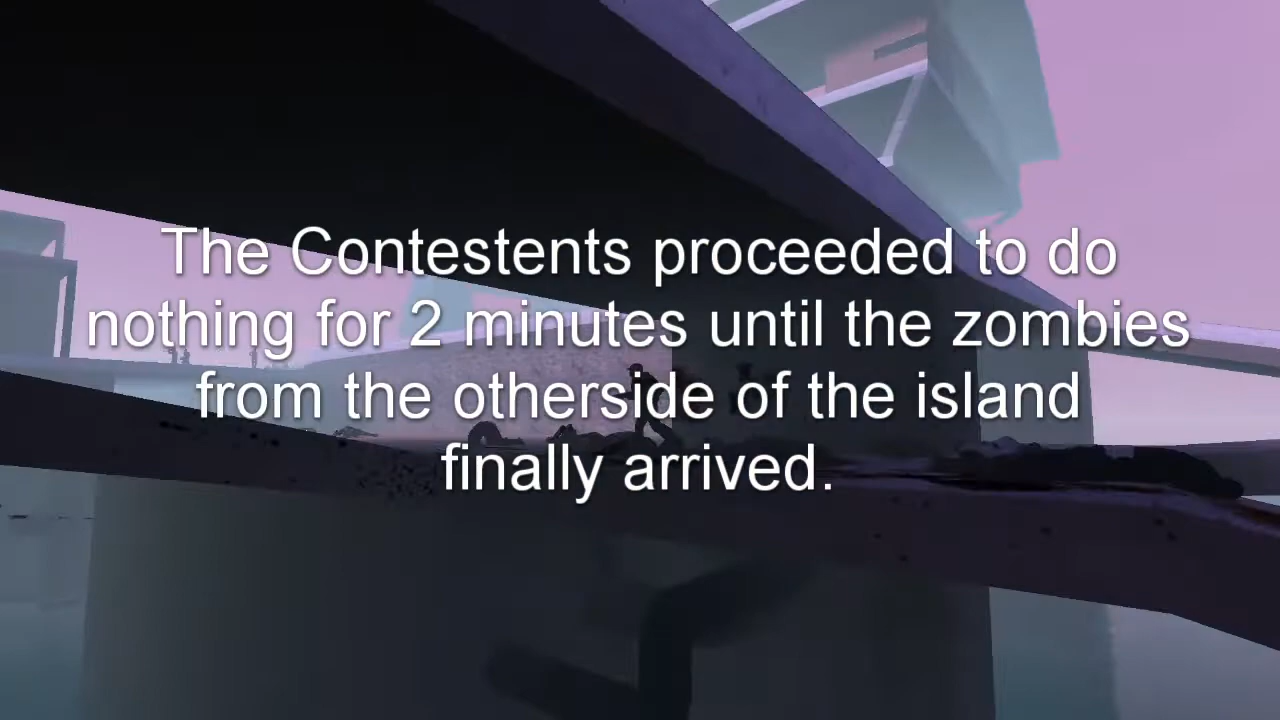 The Contestents proceeded to do
nothing for 2 minutes until the zombies
from the otherside of the island
finally arrived.